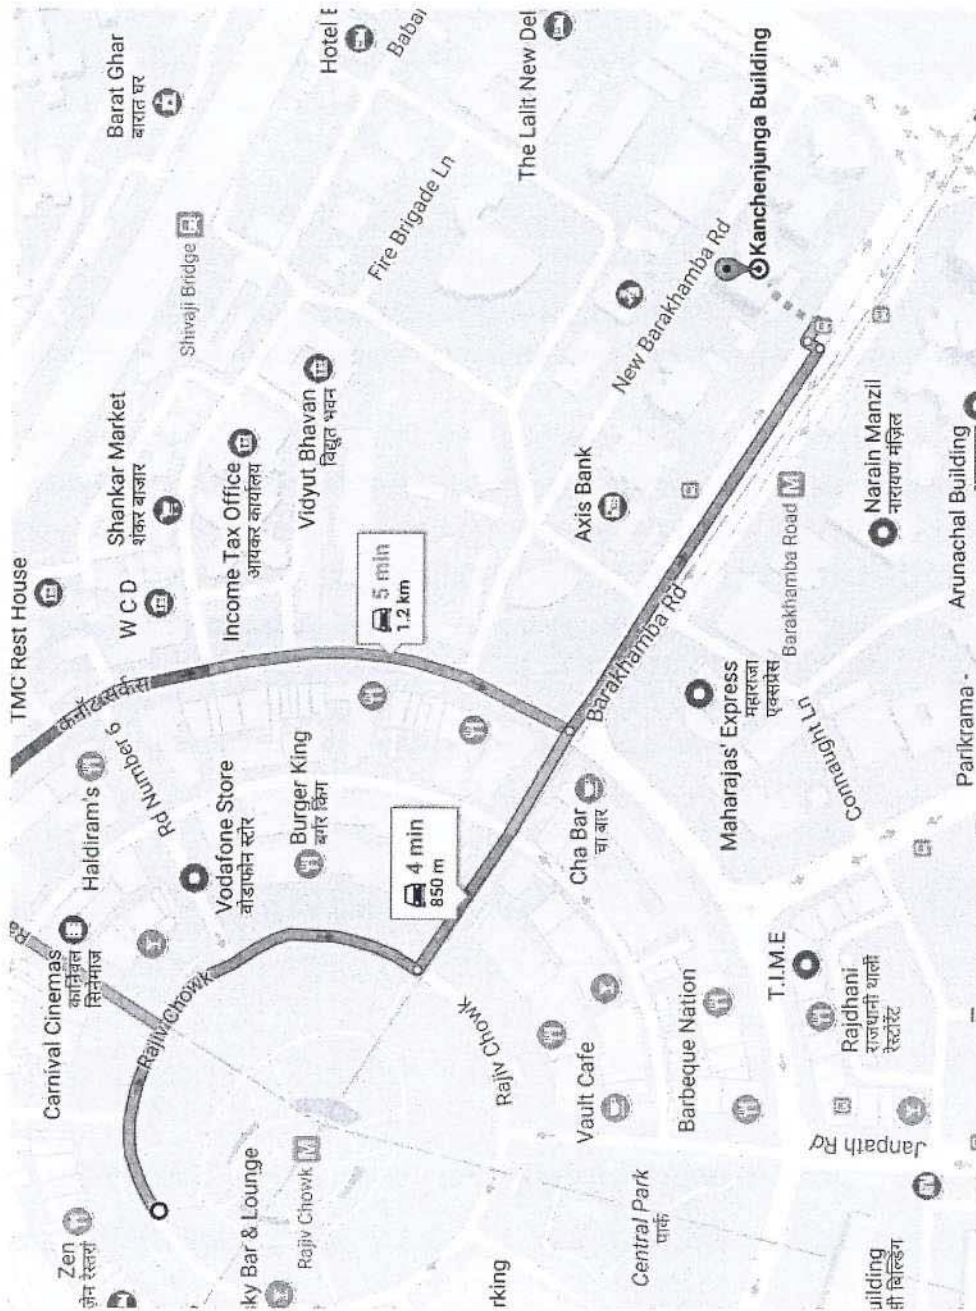 Zen
ज़ेन रेस्तरां
Carnival Cinemas
कार्निवल
सिनेमाज
Haldiram's
TMC Rest House
Barat Ghar
बारात घर
कनॉट सर्कस
Rd Number 6
W C D
Shankar Market
शंकर बाजार
Rajiv Chowk
Vodafone Store
वोडाफोन स्टोर
Income Tax Office
आयकर कार्यालय
Shivaji Bridge
Bar & Lounge
Rajiv Chowk
Burger King
बर्गर किंग
Vidyut Bhavan
विद्युत भवन
Hotel
5 min
1.2 km
4 min
850 m
Fire Brigade Ln
Rajiv Chowk
The Lalit New Del
Vault Cafe
Cha Bar
चा बार
Barakhamba Rd
Axis Bank
New Barakhamba Rd
Central Park
पार्क
Barbeque Nation
Maharajas' Express
महाराजा
एक्सप्रेस
Kanchenjunga Building
T.I.M.E
Connaught Ln
Barakhamba Road
Janpath Rd
Rajdhani
राजधानी थाली
रेस्टोरेंट
Narain Manzil
नारायण मंज़िल
Parikrama -
Arunachal Building